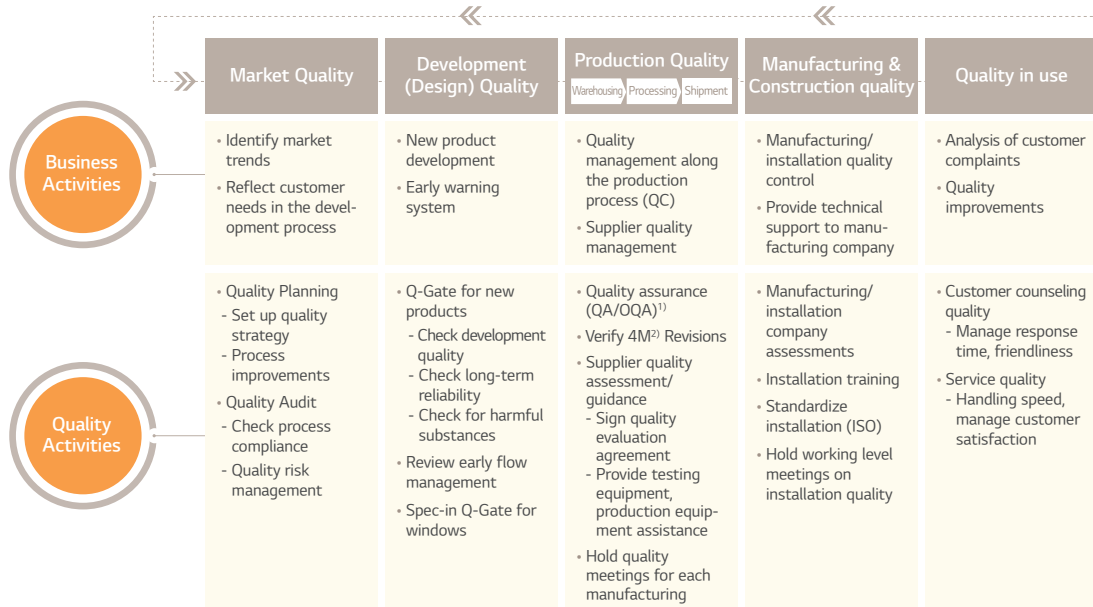 Market Quality
Development
(Design) Quality
Production Quality
Warehousing
Processing
Shipment
Manufacturing &
Construction quality
Quality in use
Business
Activities
• Identify market
trends
• Reflect customer
needs in the devel-
opment process
• New product
development
• Early warning
system
• Quality
management along
the production
process (QC)
• Supplier quality
management
• Manufacturing/
installation quality
control
• Provide technical
support to manu-
facturing company
• Analysis of customer
complaints
• Quality
improvements
Quality
Activities
• Quality Planning
- Set up quality
strategy
- Process
improvements
• Quality Audit
- Check process
compliance
- Quality risk
management
• Q-Gate for new
products
- Check development
quality
- Check long-term
reliability
- Check for harmful
substances
• Review early flow
management
• Spec-in Q-Gate for
windows
• Quality assurance
(QA/OQA)1)
• Verify 4M2) Revisions
• Supplier quality
assessment/
guidance
- Sign quality
evaluation
agreement
- Provide testing
equipment,
production equip-
ment assistance
• Hold quality
meetings for each
manufacturing
• Manufacturing/
installation
company
assessments
• Installation training
• Standardize
installation (ISO)
• Hold working level
meetings on
installation quality
• Customer counseling
quality
- Manage response
time, friendliness
• Service quality
- Handling speed,
manage customer
satisfaction